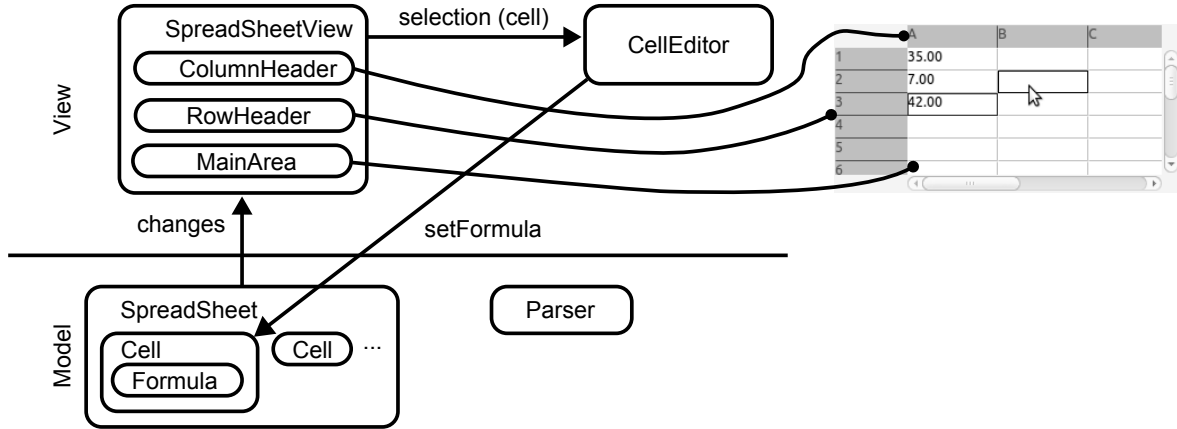 SpreadSheetView
selection (cell)
CellEditor
ColumnHeader
RowHeader
MainArea
View
changes
setFormula
A B C
1 35.00
2 7.00
3 42.00
4
5
6
Model
SpreadSheet
Parser
Cell
Cell ...
Formula